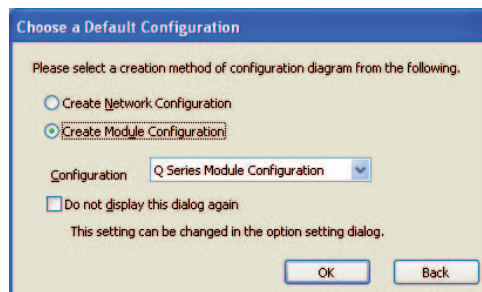 Choose a Default Configuration
Please select a creation method of configuration diagram from the following.
Create Network Configuration
Create Module Configuration
Configuration Q Series Module Configuration
Do not display this dialog again
This setting can be changed in the option setting dialog.
OK Back